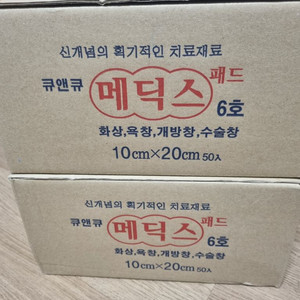 신개념의 획기적인 치료재료
큐앤큐 메딕스 패드
6호
화상,욕창,개방창,수술창
10cm×20cm 50入
신개념의 획기적인 치료재료
큐앤큐 메딕스 패드
6호
화상,욕창,개방창,수술창
10cm×20cm 50入